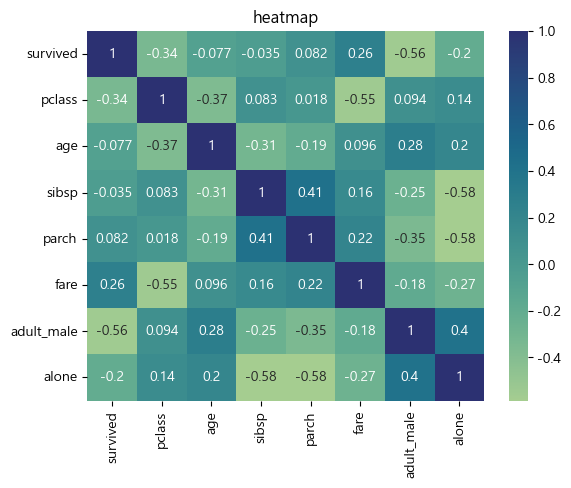 heatmap
survived 1 -0.34 -0.077 -0.035 0.082 0.26 -0.56 -0.2
pclass -0.34 1 -0.37 0.083 0.018 -0.55 0.094 0.14
age -0.077 -0.37 1 -0.31 -0.19 0.096 0.28 0.2
sibsp -0.035 0.083 -0.31 1 0.41 0.16 -0.25 -0.58
parch 0.082 0.018 -0.19 0.41 1 0.22 -0.35 -0.58
fare 0.26 -0.55 0.096 0.16 0.22 1 -0.18 -0.27
adult_male -0.56 0.094 0.28 -0.25 -0.35 -0.18 1 0.4
alone -0.2 0.14 0.2 -0.58 -0.58 -0.27 0.4 1
survived pclass age sibsp parch fare adult_male alone
1.0
0.8
0.6
0.4
0.2
0.0
-0.2
-0.4